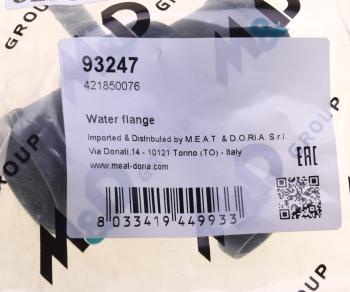 93247
421850076
Water flange
Imported & Distributed by M.E.A.T. & D.O.R.I.A. S.r.l.
Via Donati,14 - 10121 Torino (TO) - Italy
www.meat-doria.com
EAC
8 033419 449933
GROUP
GROUP
M&D
GROUP
M&D